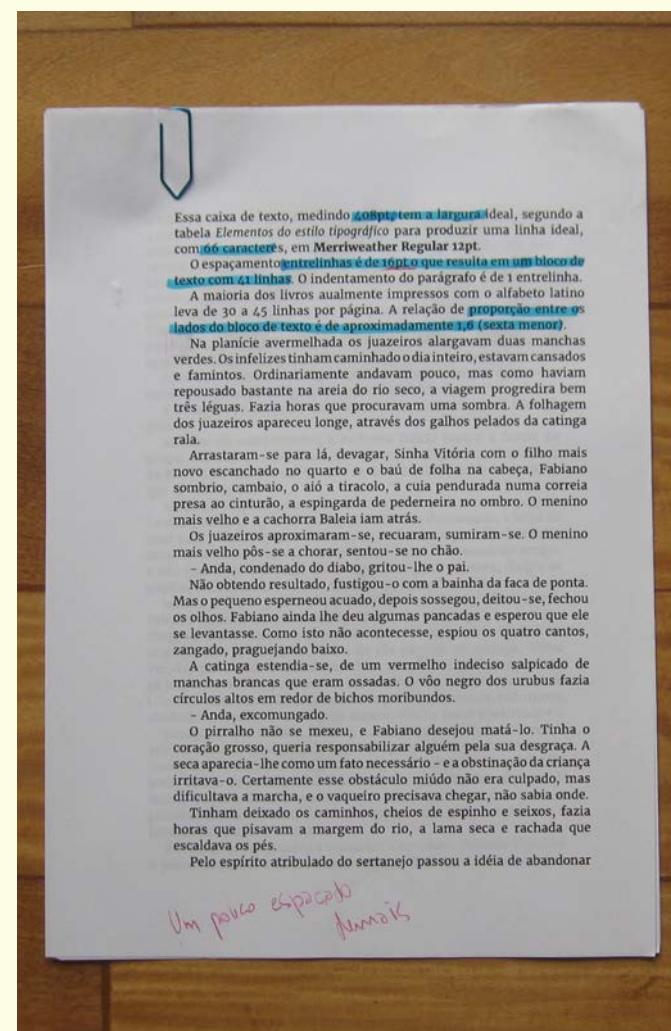 Essa caixa de texto, medindo 408pt, tem a largura ideal, segundo a
tabela Elementos do estilo tipográfico para produzir uma linha ideal,
com 66 caracteres, em Merriweather Regular 12pt.
O espaçamento entrelinhas é de 16pt o que resulta em um bloco de
texto com 41 linhas. O indentamento do parágrafo é de 1 entrelinha.
A maioria dos livros aualmente impressos com o alfabeto latino
leva de 30 a 45 linhas por página. A relação de proporção entre os
lados do bloco de texto é de aproximadamente 1,6 (sexta menor).
Na planície avermelhada os juazeiros alargavam duas manchas
verdes. Os infelizes tinham caminhado o dia inteiro, estavam cansados
e famintos. Ordinariamente andavam pouco, mas como haviam
repousado bastante na areia do rio seco, a viagem progredira bem
três léguas. Fazia horas que procuravam uma sombra. A folhagem
dos juazeiros apareceu longe, através dos galhos pelados da catinga
rala.
Arrastaram-se para lá, devagar, Sinha Vitória com o filho mais
novo escanchado no quarto e o baú de folha na cabeça, Fabiano
sombrio, cambaio, o aió a tiracolo, a cuia pendurada numa correia
presa ao cinturão, a espingarda de pederneira no ombro. O menino
mais velho e a cachorra Baleia iam atrás.
Os juazeiros aproximaram-se, recuaram, sumiram-se. O menino
mais velho pôs-se a chorar, sentou-se no chão.
– Anda, condenado do diabo, gritou-lhe o pai.
Não obtendo resultado, fustigou-o com a bainha da faca de ponta.
Mas o pequeno esperneou acuado, depois sossegou, deitou-se, fechou
os olhos. Fabiano ainda lhe deu algumas pancadas e esperou que ele
se levantasse. Como isto não acontecesse, espiou os quatro cantos,
zangado, praguejando baixo.
A catinga estendia-se, de um vermelho indeciso salpicado de
manchas brancas que eram ossadas. O vôo negro dos urubus fazia
círculos altos em redor de bichos moribundos.
– Anda, excomungado.
O pirralho não se mexeu, e Fabiano desejou matá-lo. Tinha o
coração grosso, queria responsabilizar alguém pela sua desgraça. A
seca aparecia-lhe como um fato necessário – e a obstinação da criança
irritava-o. Certamente esse obstáculo miúdo não era culpado, mas
dificultava a marcha, e o vaqueiro precisava chegar, não sabia onde.
Tinham deixado os caminhos, cheios de espinho e seixos, fazia
horas que pisavam a margem do rio, a lama seca e rachada que
escaldava os pés.
Pelo espírito atribulado do sertanejo passou a idéia de abandonar
Um pouco espaçado
demais